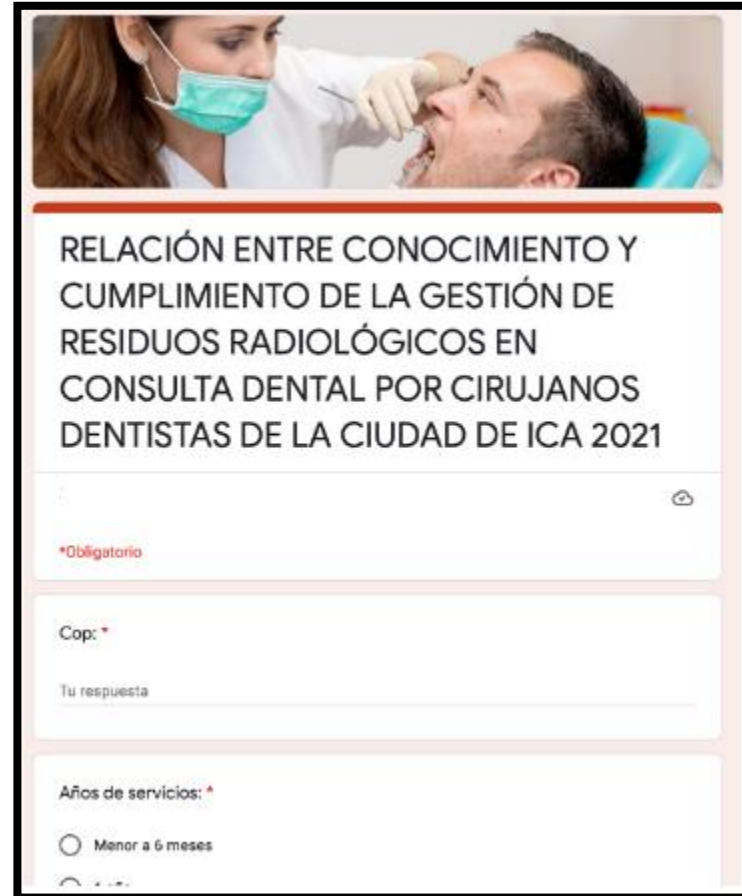 RELACIÓN ENTRE CONOCIMIENTO Y
CUMPLIMIENTO DE LA GESTIÓN DE
RESIDUOS RADIOLÓGICOS EN
CONSULTA DENTAL POR CIRUJANOS
DENTISTAS DE LA CIUDAD DE ICA 2021
*Obligatorio
Cop: *
Tu respuesta
Años de servicios: *
Menor a 6 meses